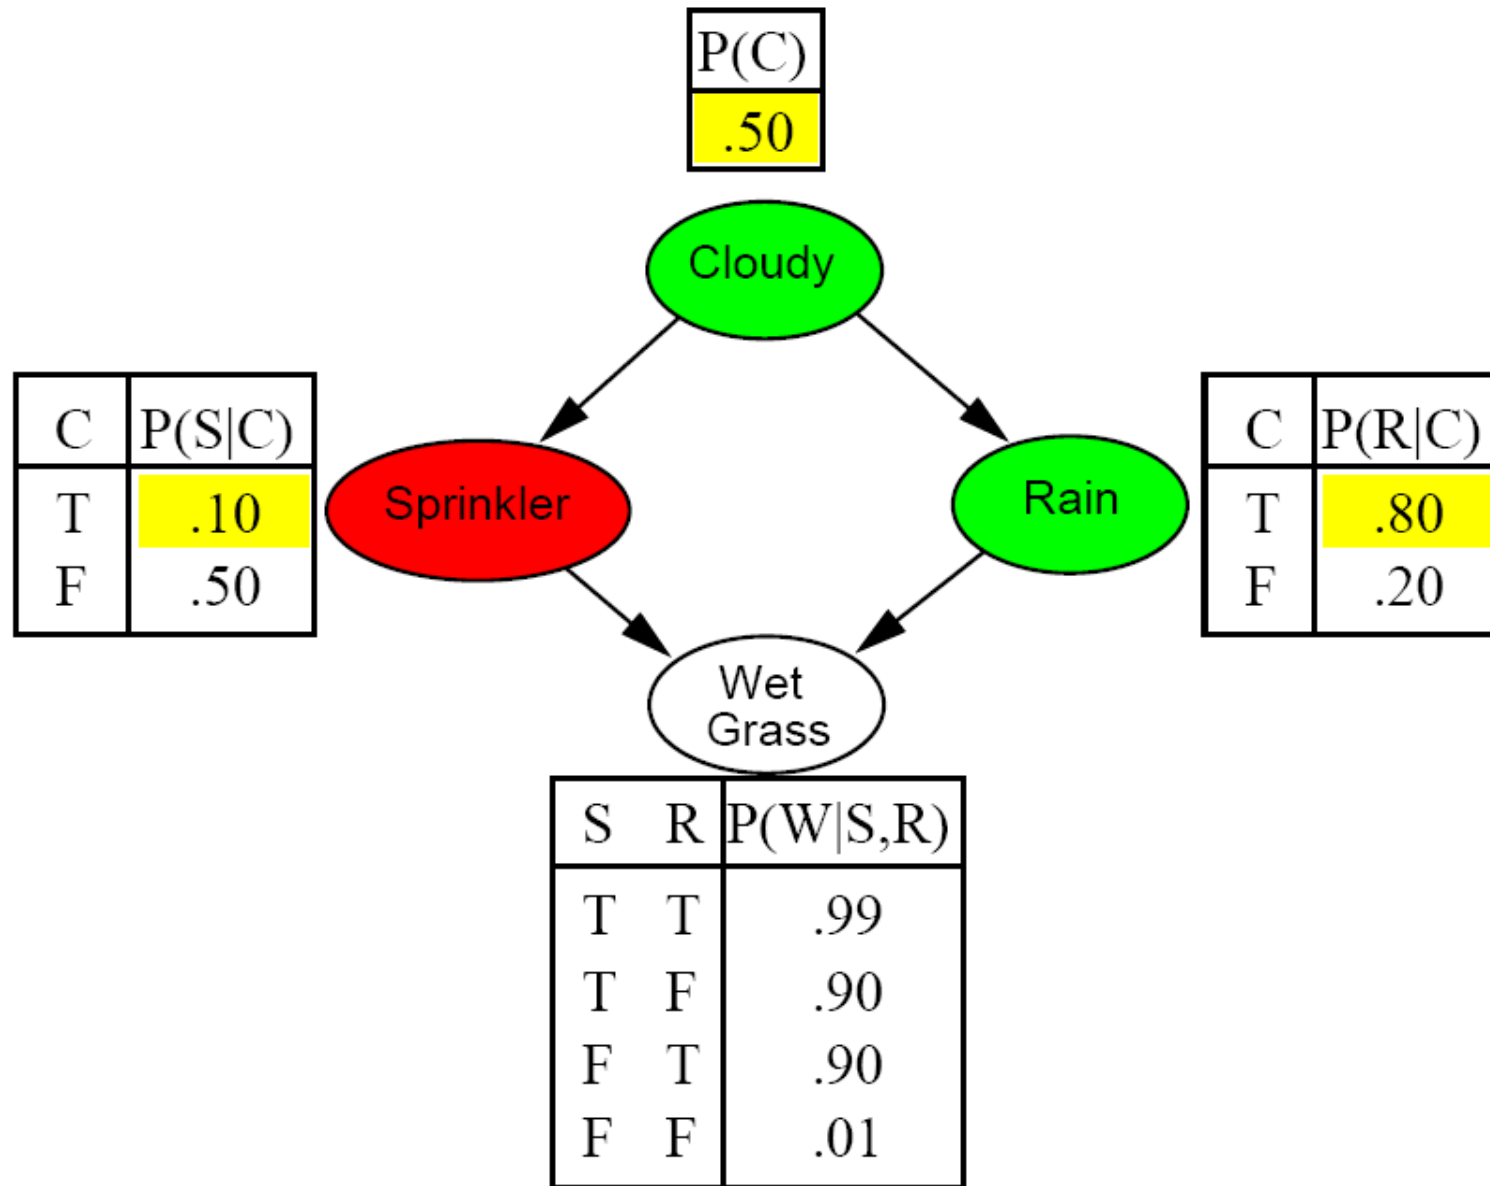 P(C)
.50
Cloudy
C P(S|C)
T .10
F .50
Sprinkler
Rain
C P(R|C)
T .80
F .20
Wet
Grass
S R P(W|S,R)
T T .99
T F .90
F T .90
F F .01